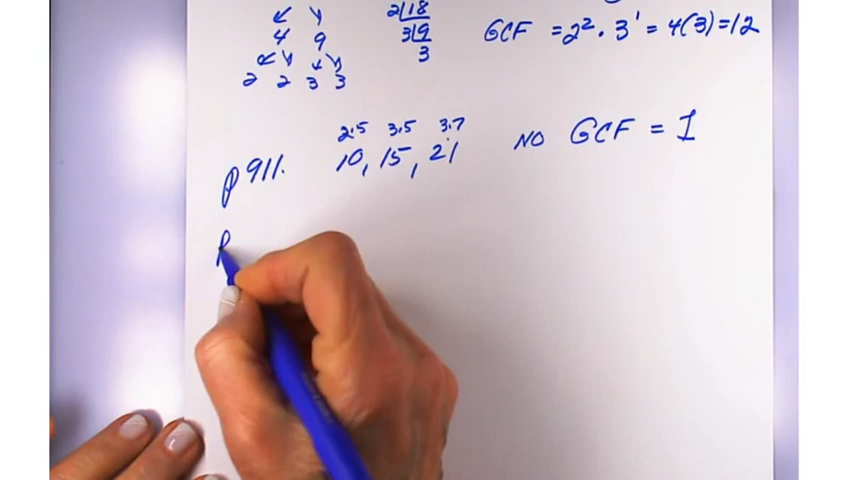 2|18
4 9 3|9 GCF = 2² · 3¹ = 4(3) = 12
3
2 2 3 3
2·5 3·5 3·7
p 911. 10, 15, 21 NO GCF = 1
p